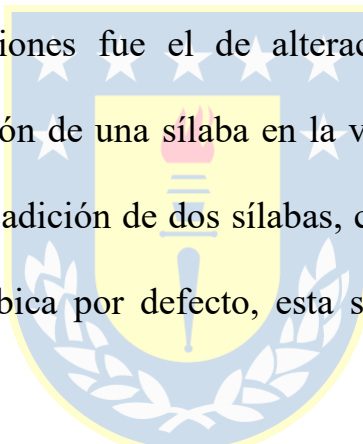 iones fue el de alterac
ón de una sílaba en la v
adición de dos sílabas, c
bica por defecto, esta s